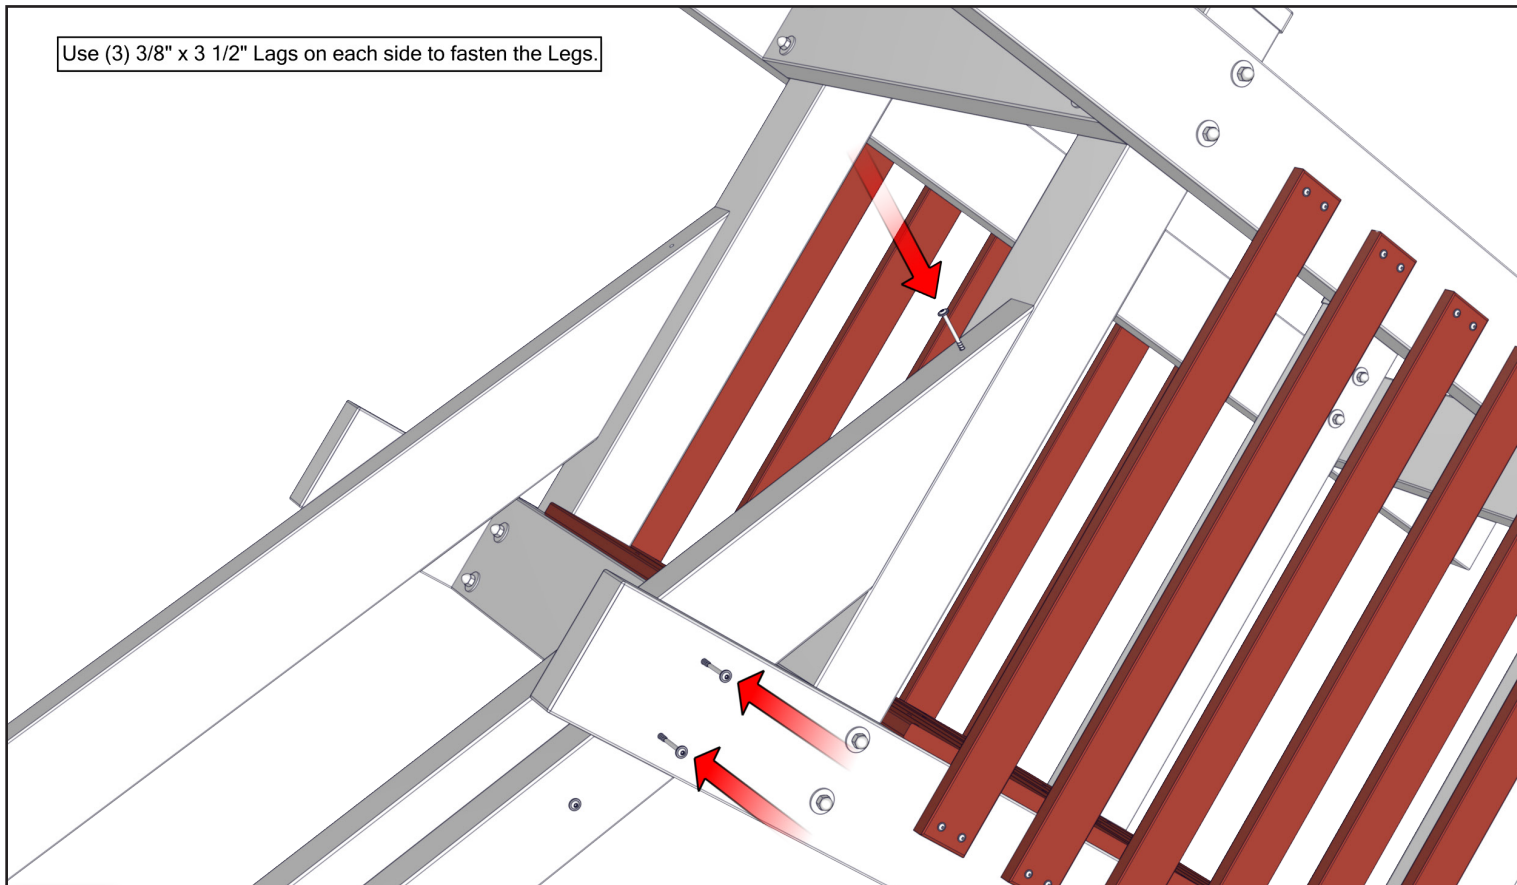 Use (3) 3/8" x 3 1/2" Lags on each side to fasten the Legs.